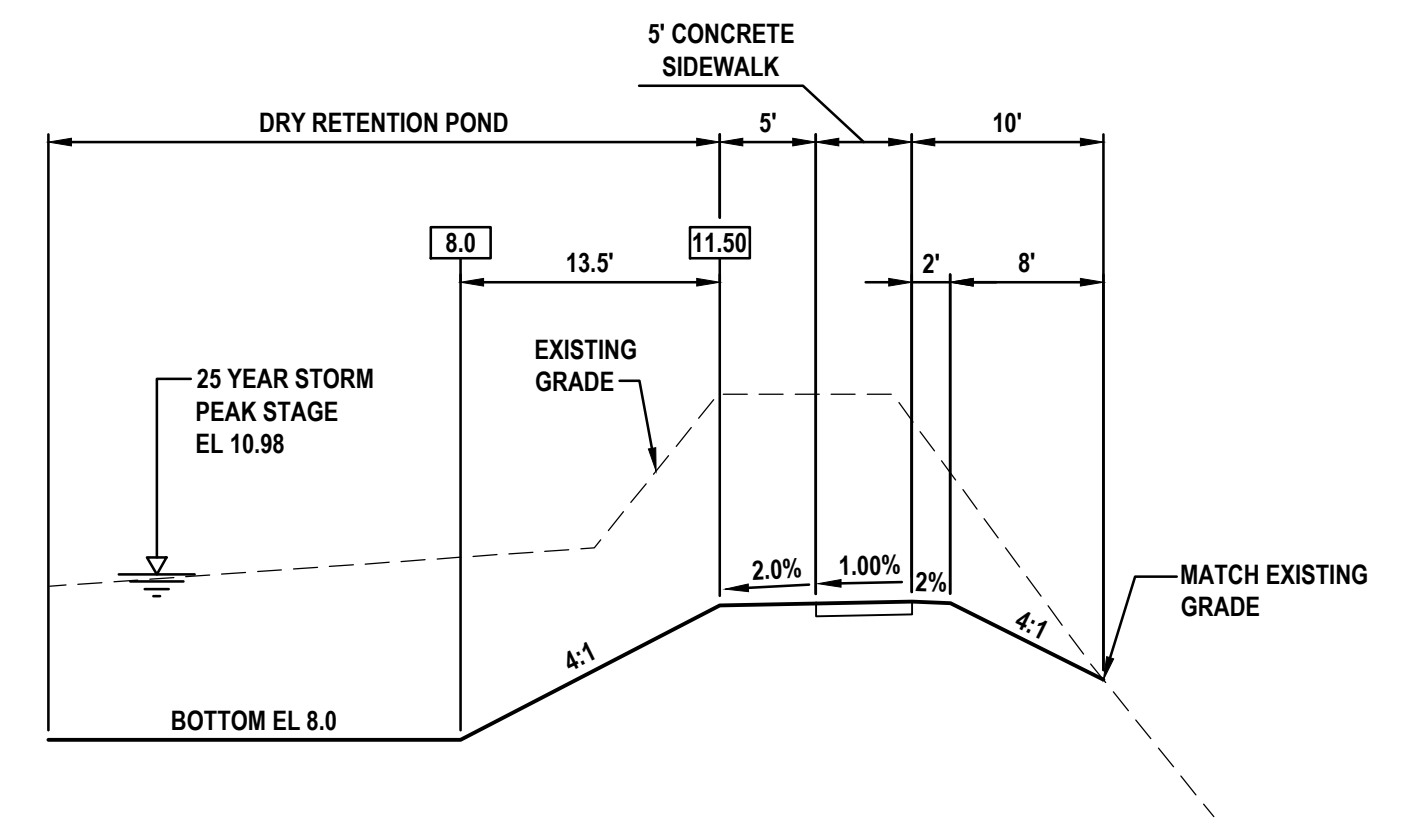 5' CONCRETE
SIDEWALK
DRY RETENTION POND
5'
10'
8.0
11.50
13.5'
2'
8'
EXISTING
GRADE
25 YEAR STORM
PEAK STAGE
EL 10.98
2.0%
1.00%
2%
MATCH EXISTING
GRADE
4:1
4:1
BOTTOM EL 8.0